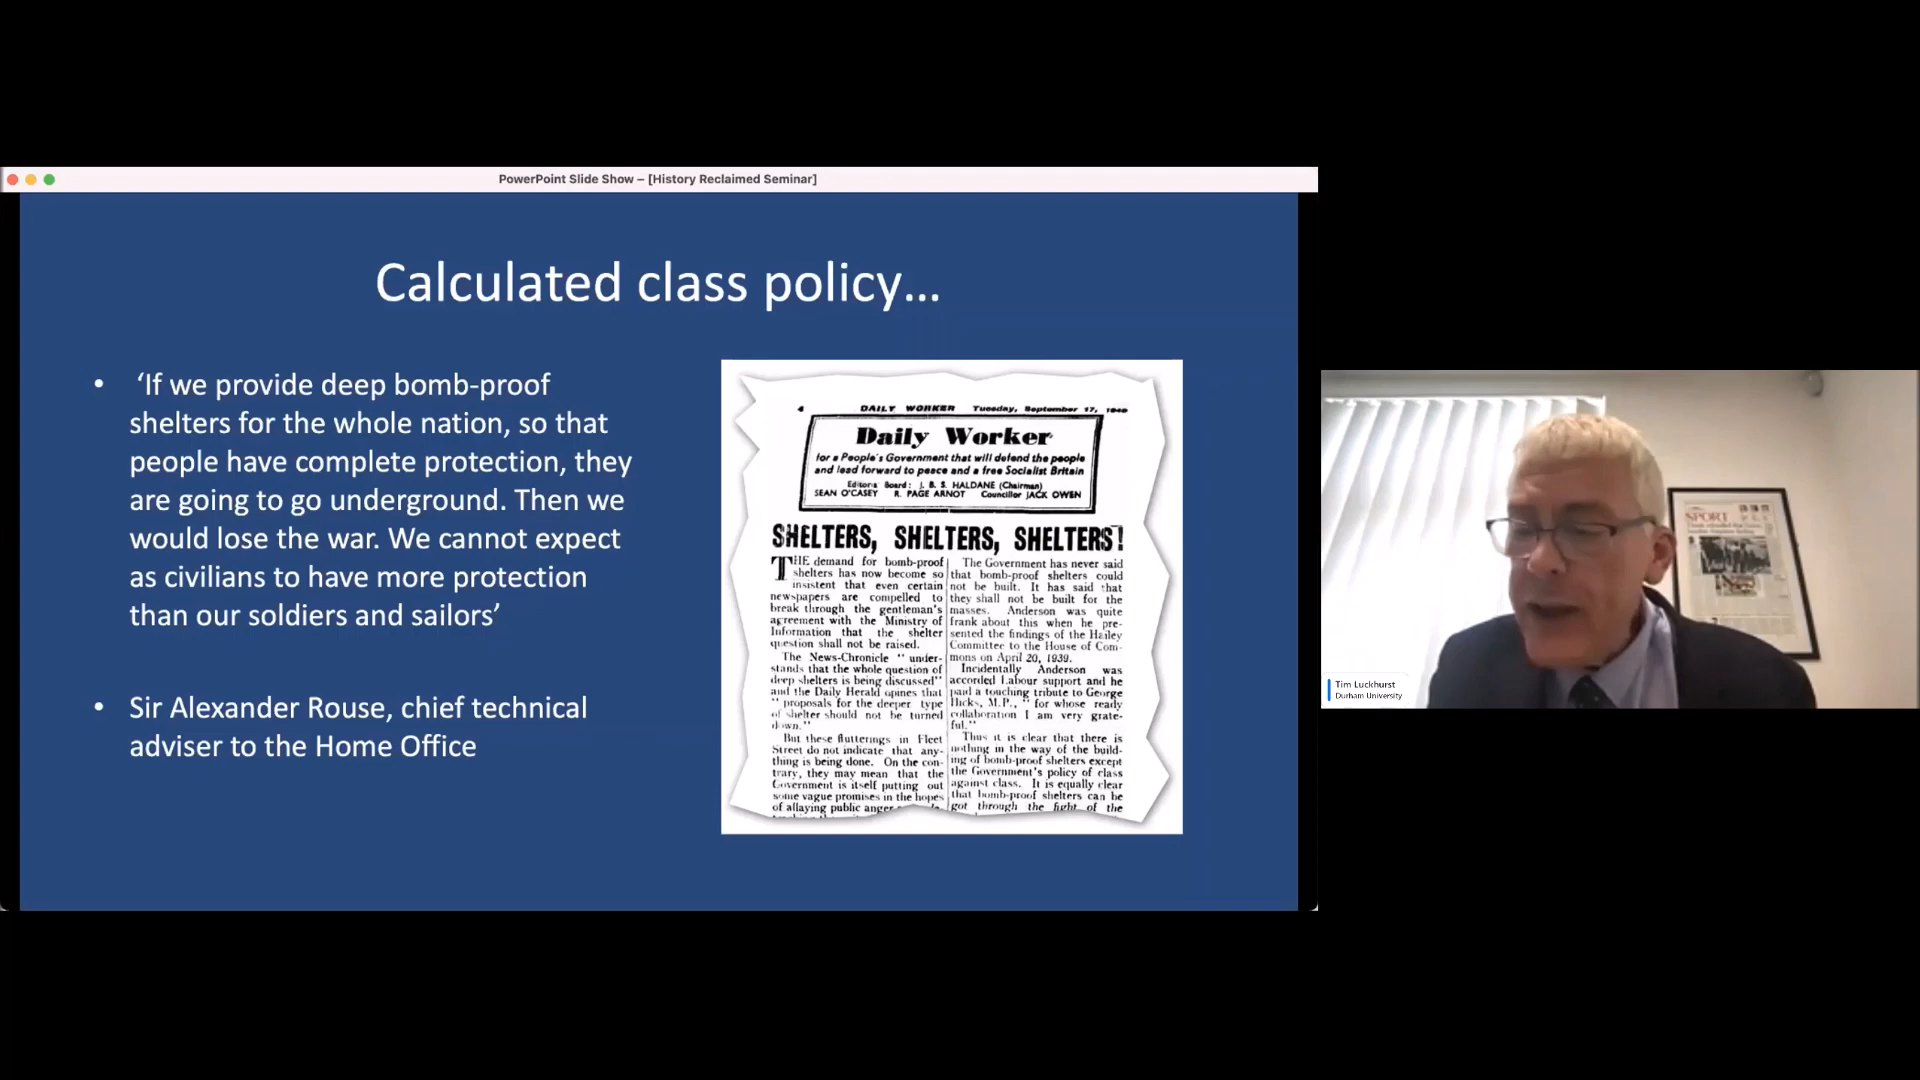 PowerPoint Slide Show – [History Reclaimed Seminar]
Calculated class policy...
• ‘If we provide deep bomb-proof
shelters for the whole nation, so that
people have complete protection, they
are going to go underground. Then we
would lose the war. We cannot expect
as civilians to have more protection
than our soldiers and sailors’
• Sir Alexander Rouse, chief technical
adviser to the Home Office
4 DAILY WORKER Tuesday, September 17, 1940
Daily Worker
for a People's Government that will defend the people
and lead forward to peace and a free Socialist Britain
Editorial Board: J. B. S. HALDANE (Chairman)
SEAN O'CASEY R. PAGE ARNOT Councillor JACK OWEN
SHELTERS, SHELTERS, SHELTERS!
THE demand for bomb-proof
shelters has now become so
insistent that even certain
newspapers are compelled to
break through the gentleman's
agreement with the Ministry of
Information that the shelter
question shall not be raised.
The News-Chronicle "under-
stands that the whole question of
deep shelters is being discussed"
and the Daily Herald opines that
"proposals for the deeper type
of shelter should not be turned
down."
But these flutterings in Fleet
Street do not indicate that any-
thing is being done. On the con-
trary, they may mean that the
Government is itself putting out
some vague promises in the hopes
of allaying public anger
The Government has never said
that bomb-proof shelters could
not be built. It has said that
they shall not be built for the
masses. Anderson was quite
frank about this when he pre-
sented the findings of the Hailey
Committee to the House of Com-
mons on April 20, 1939.
Incidentally Anderson was
accorded Labour support and he
paid a touching tribute to George
Hicks, M.P., "for whose ready
collaboration I am very grate-
ful."
Thus it is clear that there is
nothing in the way of the build-
ing of bomb-proof shelters except
the Government's policy of class
against class. It is equally clear
that bomb-proof shelters can be
got through the fight of the
SPORT
Tim Luckhurst
Durham University